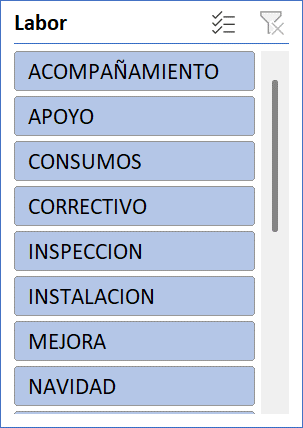 Labor
ACOMPAÑAMIENTO
APOYO
CONSUMOS
CORRECTIVO
INSPECCION
INSTALACION
MEJORA
NAVIDAD